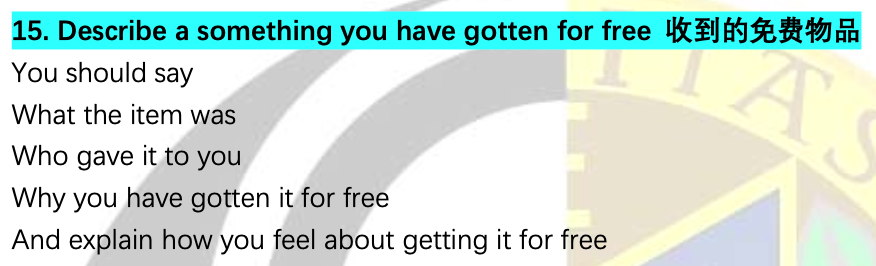 15. Describe a something you have gotten for free 收到的免费物品
You should say
What the item was
Who gave it to you
Why you have gotten it for free
And explain how you feel about getting it for free
ITAS